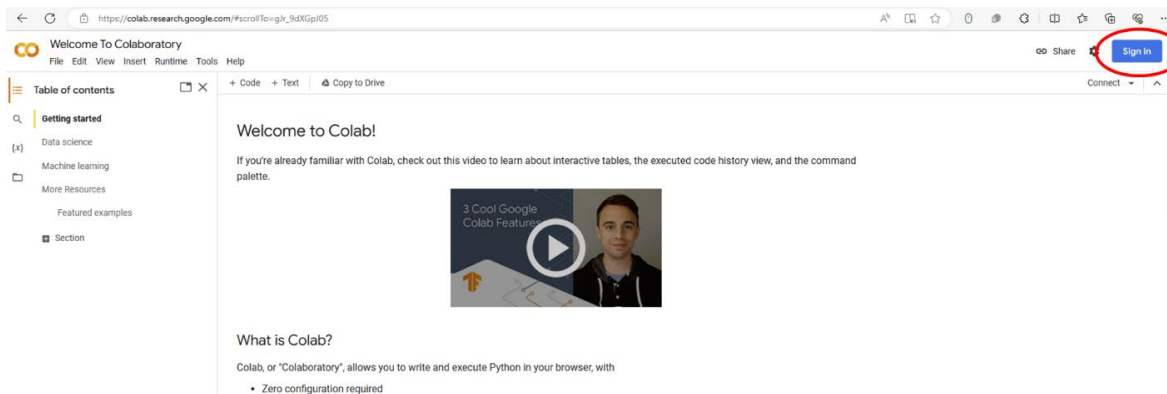 https://colab.research.google.com/#scrollTo=gJr_9dXGpJ05
Welcome To Colaboratory
File Edit View Insert Runtime Tools Help
Share
Sign in
Table of contents
+ Code + Text Copy to Drive
Connect
Getting started
Data science
Machine learning
More Resources
Featured examples
Section
Welcome to Colab!
If you're already familiar with Colab, check out this video to learn about interactive tables, the executed code history view, and the command
palette.
3 Cool Google
Colab Features
What is Colab?
Colab, or "Colaboratory", allows you to write and execute Python in your browser, with
• Zero configuration required